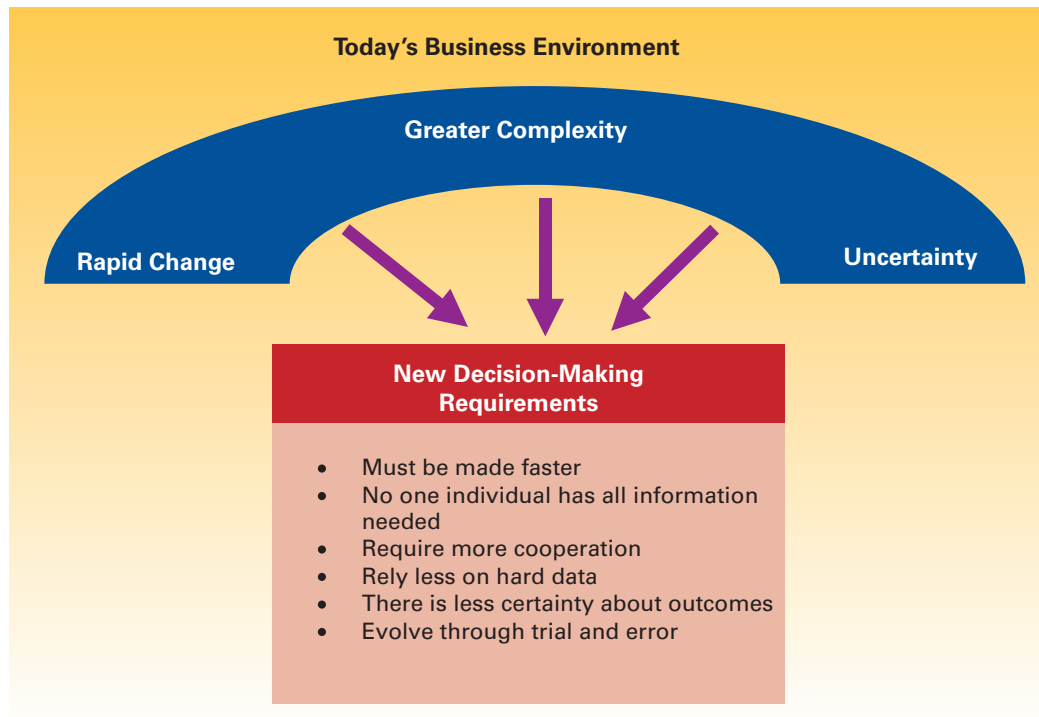 Today’s Business Environment
Greater Complexity
Rapid Change
Uncertainty
New Decision-Making
Requirements
• Must be made faster
• No one individual has all information
needed
• Require more cooperation
• Rely less on hard data
• There is less certainty about outcomes
• Evolve through trial and error